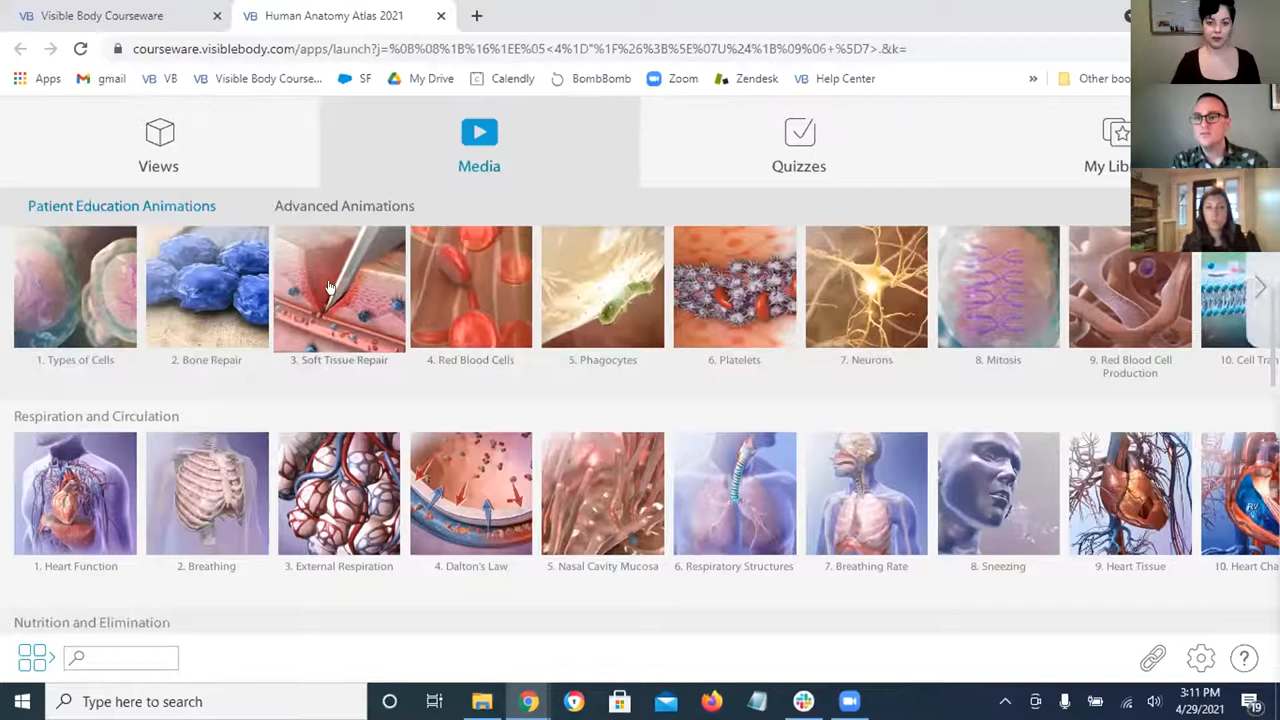 VB Visible Body Courseware
VB Human Anatomy Atlas 2021
courseware.visiblebody.com/apps/launch?j=%0B%08%1B%16%1EE%05<4%1D"%1F%26%3B%5E%07U%24%1B%09%06+%5D7>.&k=
Apps gmail VB VB VB Visible Body Course... SF My Drive Calendly BombBomb Zoom Zendesk VB Help Center » Other boo
Views Media Quizzes My Lib
Patient Education Animations Advanced Animations
1. Types of Cells 2. Bone Repair 3. Soft Tissue Repair 4. Red Blood Cells 5. Phagocytes 6. Platelets 7. Neurons 8. Mitosis 9. Red Blood Cell Production 10. Cell Tra
Respiration and Circulation
RV
1. Heart Function 2. Breathing 3. External Respiration 4. Dalton's Law 5. Nasal Cavity Mucosa 6. Respiratory Structures 7. Breathing Rate 8. Sneezing 9. Heart Tissue 10. Heart Cha
Nutrition and Elimination
?
Type here to search
3:11 PM
4/29/2021
19